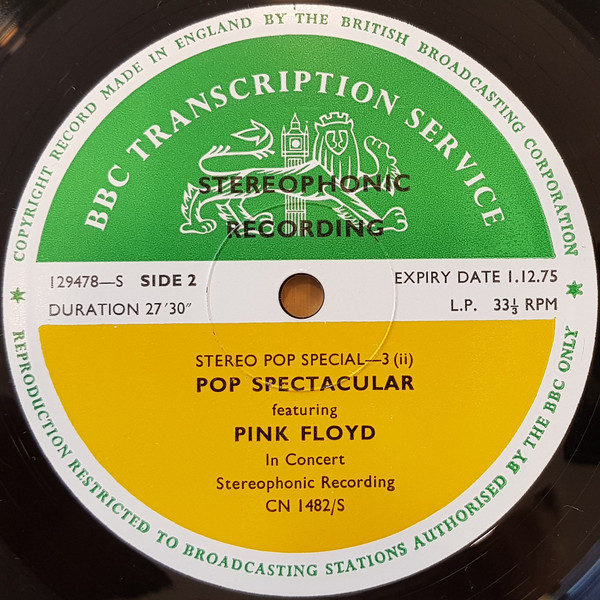 COPYRIGHT RECORD MADE IN ENGLAND BY THE BRITISH BROADCASTING CORPORATION
BBC TRANSCRIPTION SERVICE
STEREOPHONIC
RECORDING
129478—S SIDE 2
EXPIRY DATE 1.12.75
DURATION 27′30″
L.P. 33⅓ RPM
STEREO POP SPECIAL—3 (ii)
POP SPECTACULAR
featuring
PINK FLOYD
In Concert
Stereophonic Recording
CN 1482/S
REPRODUCTION RESTRICTED TO BROADCASTING STATIONS AUTHORISED BY THE BBC ONLY